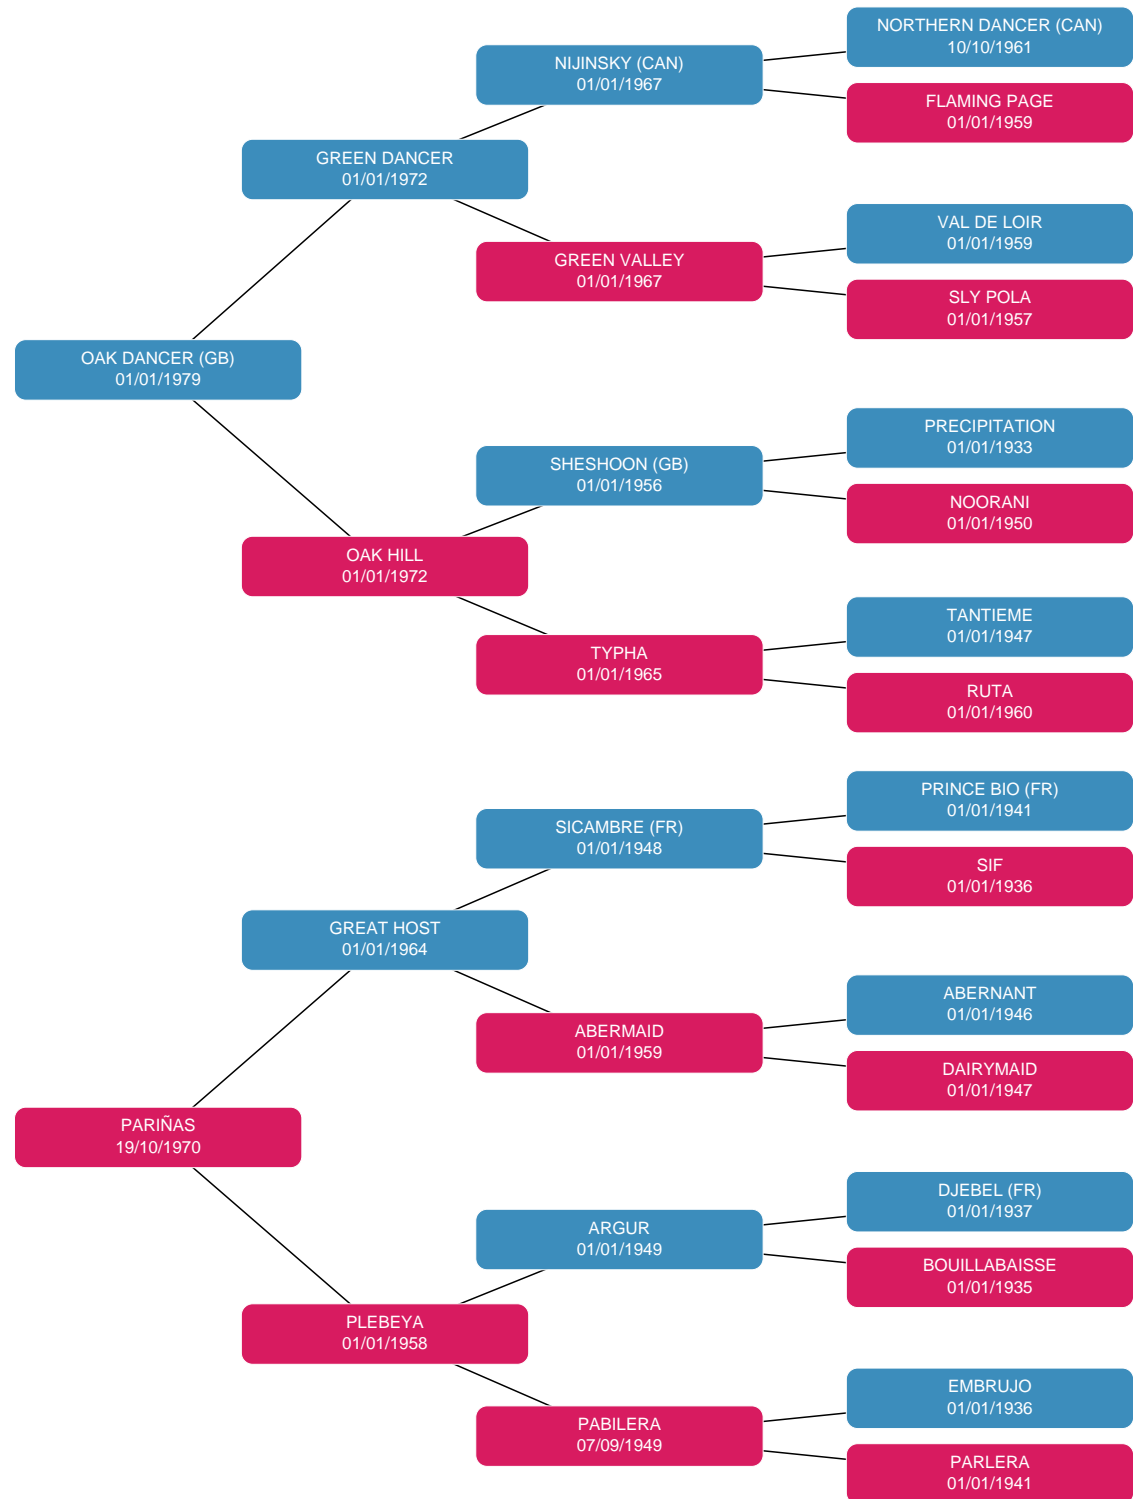 NORTHERN DANCER (CAN)
10/10/1961
NIJINSKY (CAN)
01/01/1967
FLAMING PAGE
01/01/1959
GREEN DANCER
01/01/1972
VAL DE LOIR
01/01/1959
GREEN VALLEY
01/01/1967
SLY POLA
01/01/1957
OAK DANCER (GB)
01/01/1979
PRECIPITATION
01/01/1933
SHESHOON (GB)
01/01/1956
NOORANI
01/01/1950
OAK HILL
01/01/1972
TANTIEME
01/01/1947
TYPHA
01/01/1965
RUTA
01/01/1960
PRINCE BIO (FR)
01/01/1941
SICAMBRE (FR)
01/01/1948
SIF
01/01/1936
GREAT HOST
01/01/1964
ABERNANT
01/01/1946
ABERMAID
01/01/1959
DAIRYMAID
01/01/1947
PARIÑAS
19/10/1970
DJEBEL (FR)
01/01/1937
ARGUR
01/01/1949
BOUILLABAISSE
01/01/1935
PLEBEYA
01/01/1958
EMBRUJO
01/01/1936
PABILERA
07/09/1949
PARLERA
01/01/1941